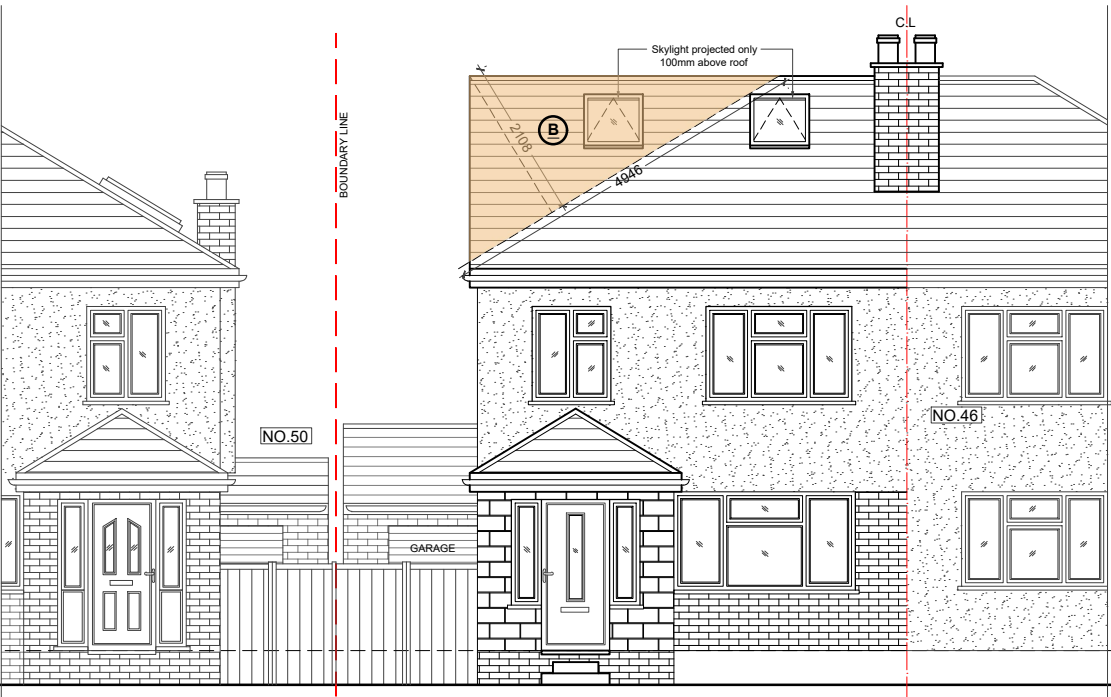 C.L
Skylight projected only
100mm above roof
B
2108
4946
BOUNDARY LINE
NO.50
NO.46
GARAGE